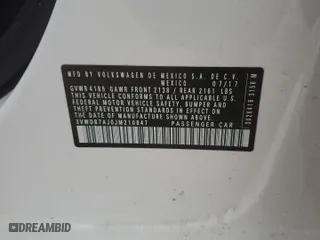 MFD BY VOLKSWAGEN DE MEXICO S.A. DE C.V.
MEXICO 07/17
GVWR 4189 GAWR FRONT 2138 / REAR 2161 LBS
THIS VEHICLE CONFORMS TO ALL APPLICABLE
FEDERAL MOTOR VEHICLE SAFETY, BUMPER AND
THEFT PREVENTION STANDARDS IN EFFECT ON
THE DATE OF MANUFACTURE SHOWN ABOVE
3VWDB7AJ0JM210847 PASSENGER CAR
AUTOBIDMASTER